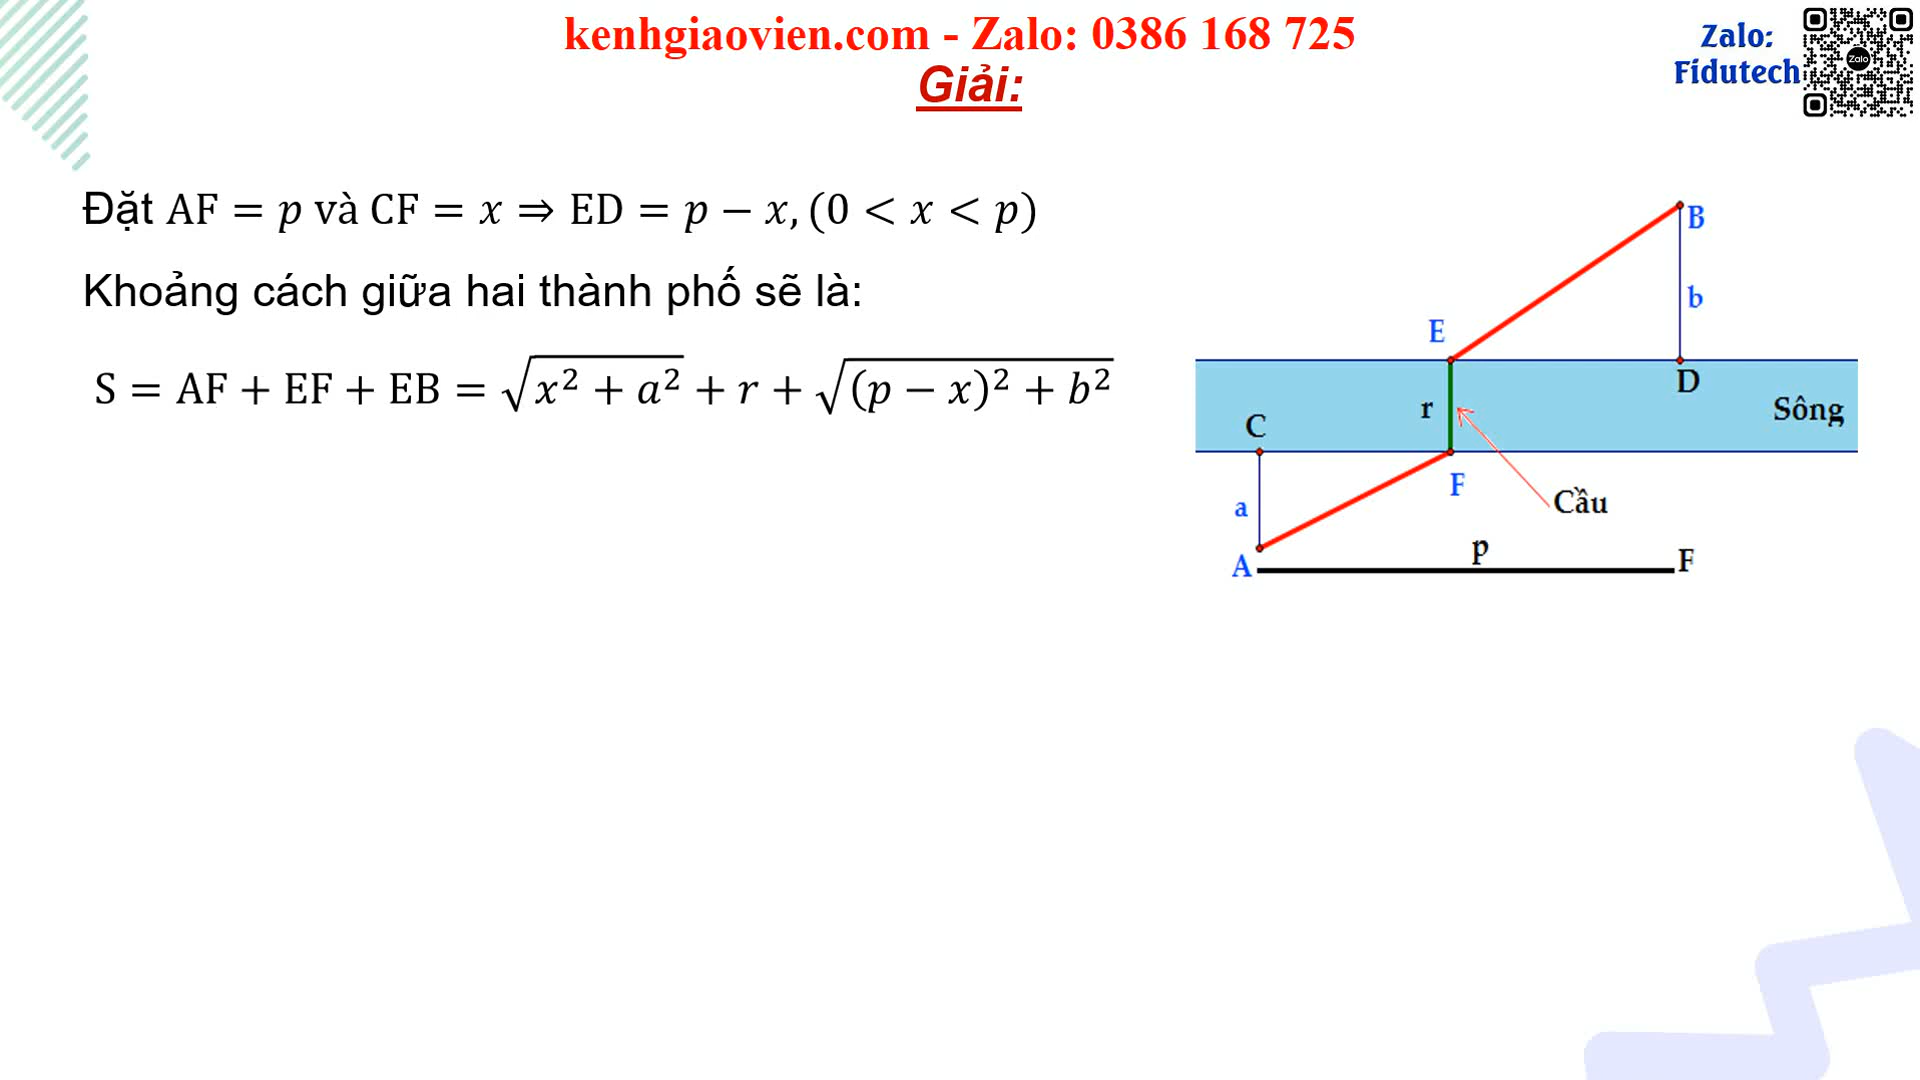 kenhgiaovien.com - Zalo: 0386 168 725
Zalo:
Fidutech
Zalo
Giải:
Đặt AF = p và CF = x ⇒ ED = p − x, (0 < x < p)
Khoảng cách giữa hai thành phố sẽ là:
S = AF + EF + EB = √(x² + a²) + r + √((p − x)² + b²)
B
b
E
D
r
Sông
C
F
a
Cầu
p
A
F